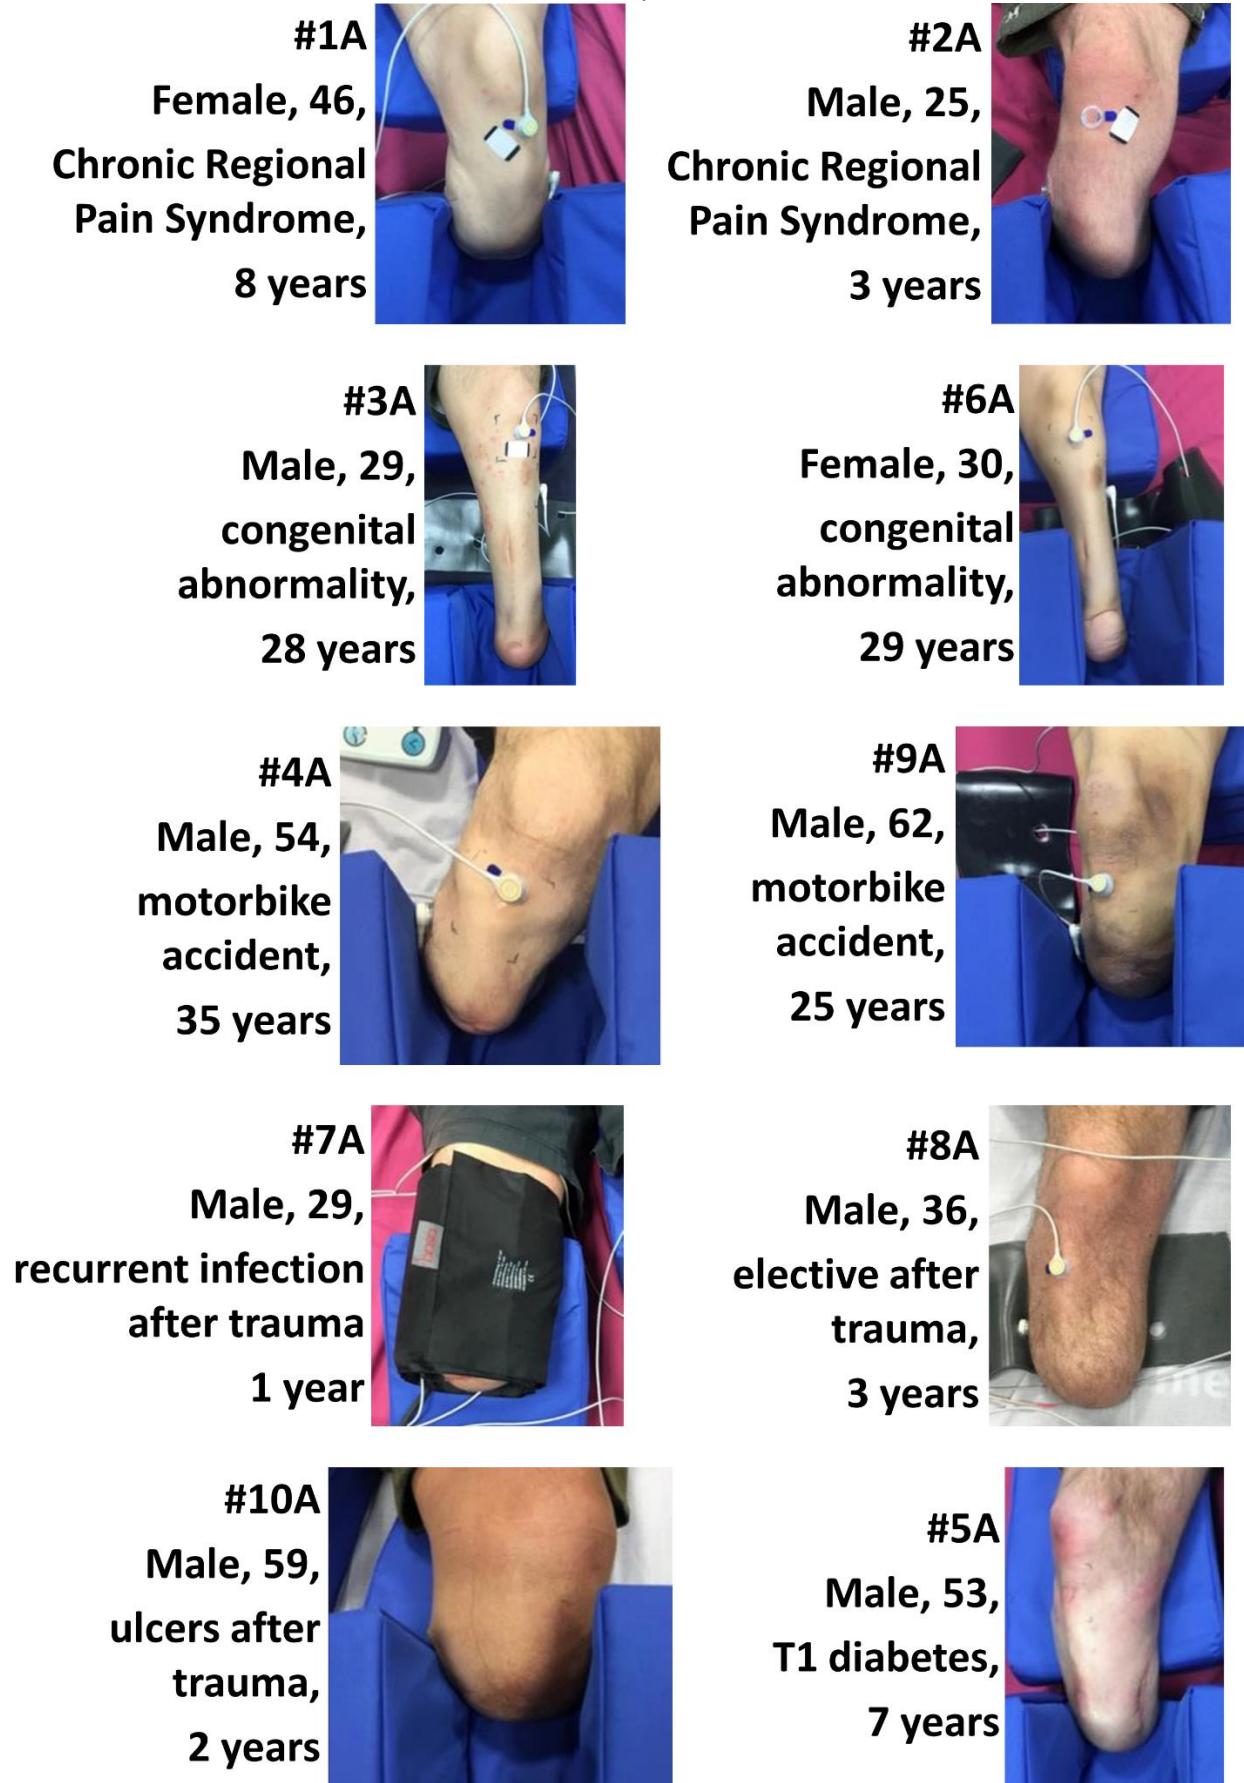 #1A
Female, 46,
Chronic Regional
Pain Syndrome,
8 years
#2A
Male, 25,
Chronic Regional
Pain Syndrome,
3 years
#3A
Male, 29,
congenital
abnormality,
28 years
#6A
Female, 30,
congenital
abnormality,
29 years
#4A
Male, 54,
motorbike
accident,
35 years
#9A
Male, 62,
motorbike
accident,
25 years
#7A
Male, 29,
recurrent infection
after trauma
1 year
#8A
Male, 36,
elective after
trauma,
3 years
#10A
Male, 59,
ulcers after
trauma,
2 years
#5A
Male, 53,
T1 diabetes,
7 years